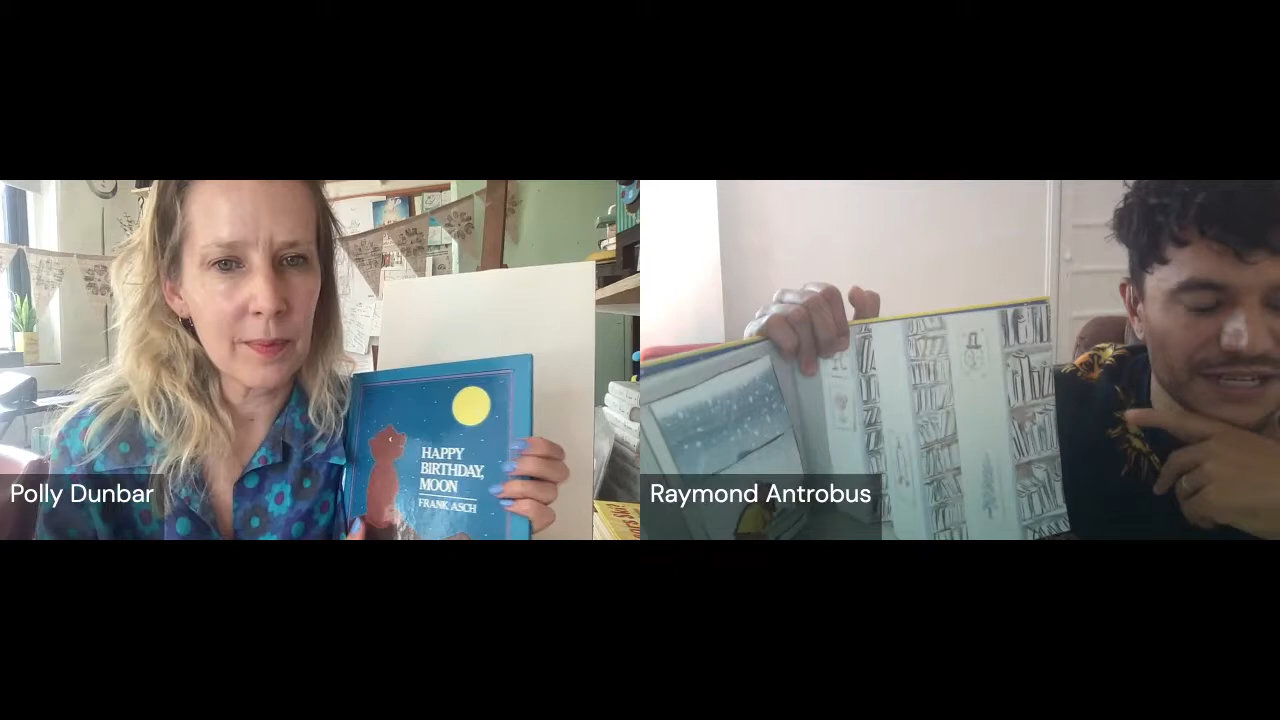 HAPPY
BIRTHDAY,
MOON
FRANK ASCH
Polly Dunbar
Raymond Antrobus